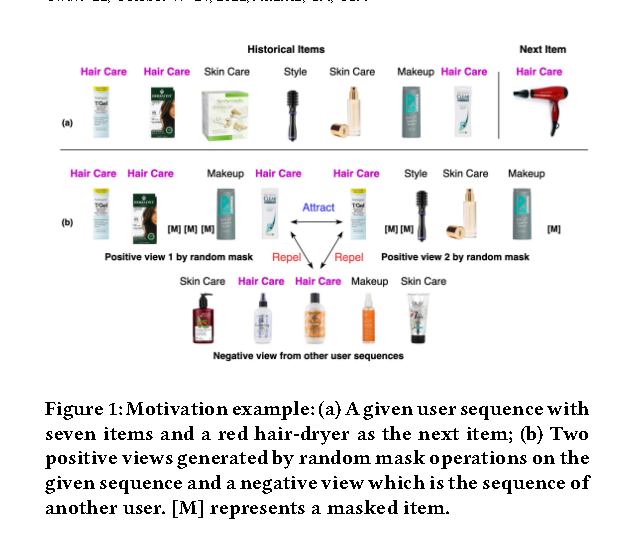 Historical Items Next Item
Hair Care Hair Care Skin Care Style Skin Care Makeup Hair Care Hair Care
(a)
Hair Care Hair Care Makeup Hair Care Hair Care Style Skin Care Makeup
(b)
Attract
[M] [M] [M] [M] [M] [M]
Positive view 1 by random mask Repel Repel Positive view 2 by random mask
Skin Care Hair Care Hair Care Makeup Skin Care
Negative view from other user sequences
Figure 1: Motivation example: (a) A given user sequence with
seven items and a red hair-dryer as the next item; (b) Two
positive views generated by random mask operations on the
given sequence and a negative view which is the sequence of
another user. [M] represents a masked item.